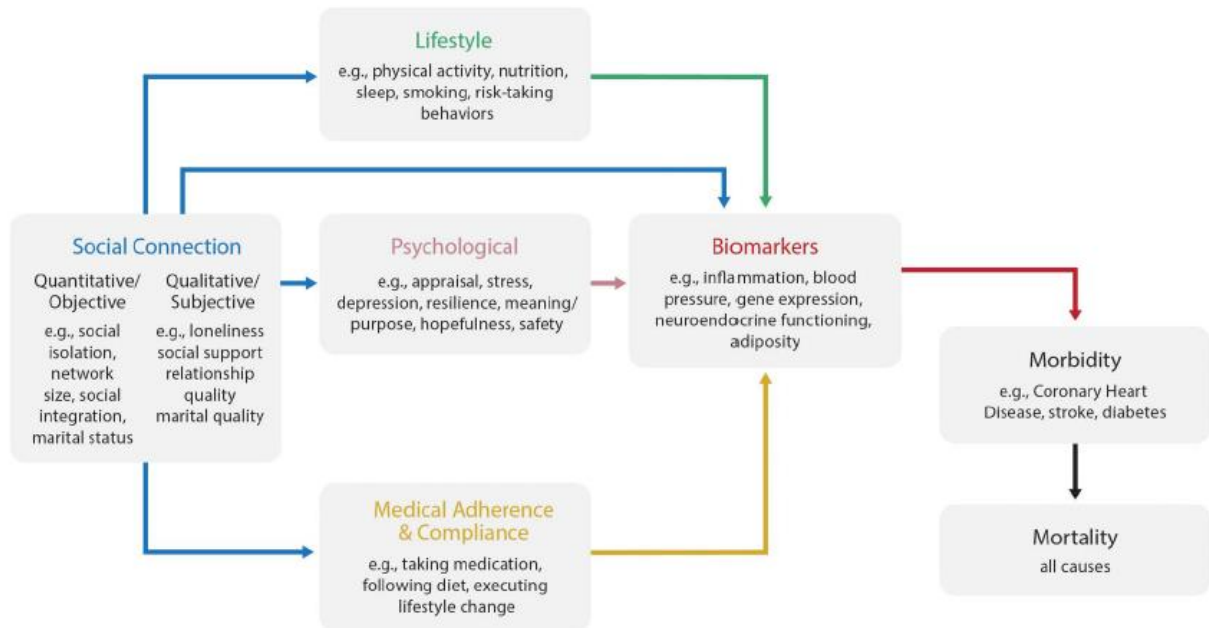 Lifestyle
e.g., physical activity, nutrition,
sleep, smoking, risk-taking
behaviors
Social Connection
Quantitative/
Objective
e.g., social
isolation,
network
size, social
integration,
marital status
Qualitative/
Subjective
e.g., loneliness
social support
relationship
quality
marital quality
Psychological
e.g., appraisal, stress,
depression, resilience, meaning/
purpose, hopefulness, safety
Biomarkers
e.g., inflammation, blood
pressure, gene expression,
neuroendocrine functioning,
adiposity
Medical Adherence
& Compliance
e.g., taking medication,
following diet, executing
lifestyle change
Morbidity
e.g., Coronary Heart
Disease, stroke, diabetes
Mortality
all causes